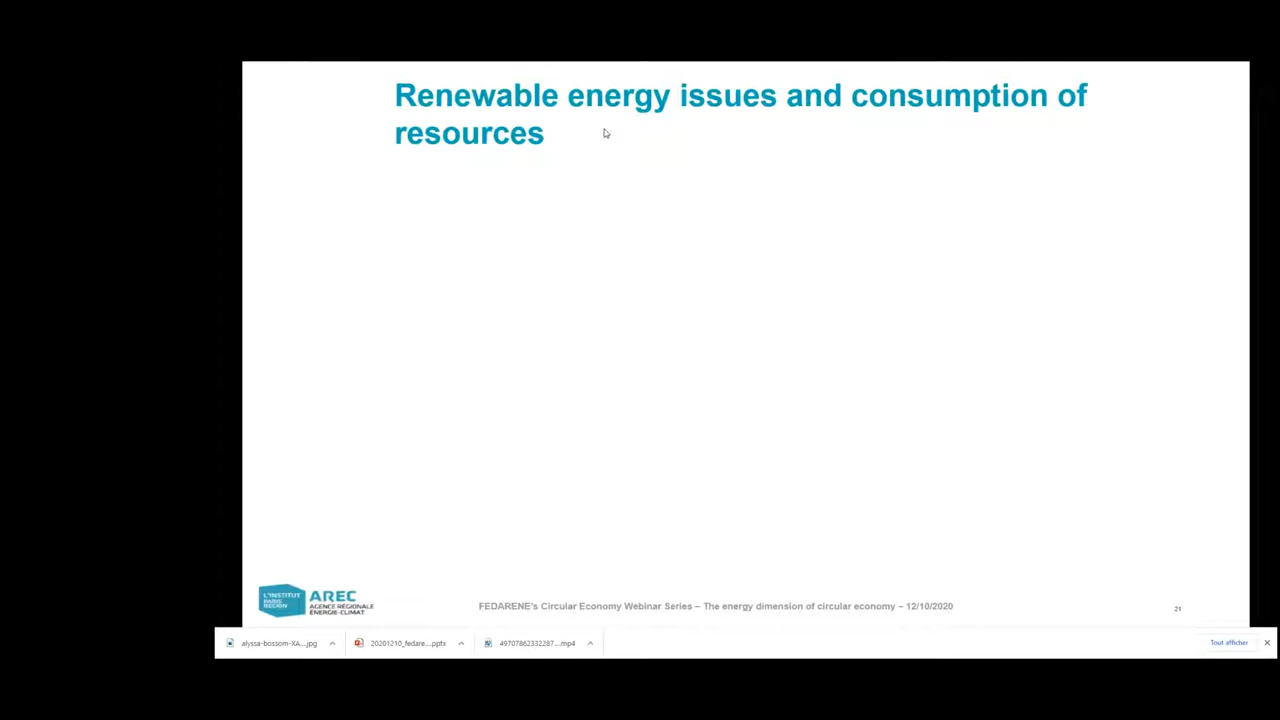 Renewable energy issues and consumption of
resources
L'INSTITUT
PARIS
REGION
AREC
AGENCE RÉGIONALE
ÉNERGIE-CLIMAT
FEDARENE's Circular Economy Webinar Series – The energy dimension of circular economy – 12/10/2020
21
alyssa-bossom-XA....jpg
20201210_fedare....pptx
49707862332287....mp4
Tout afficher